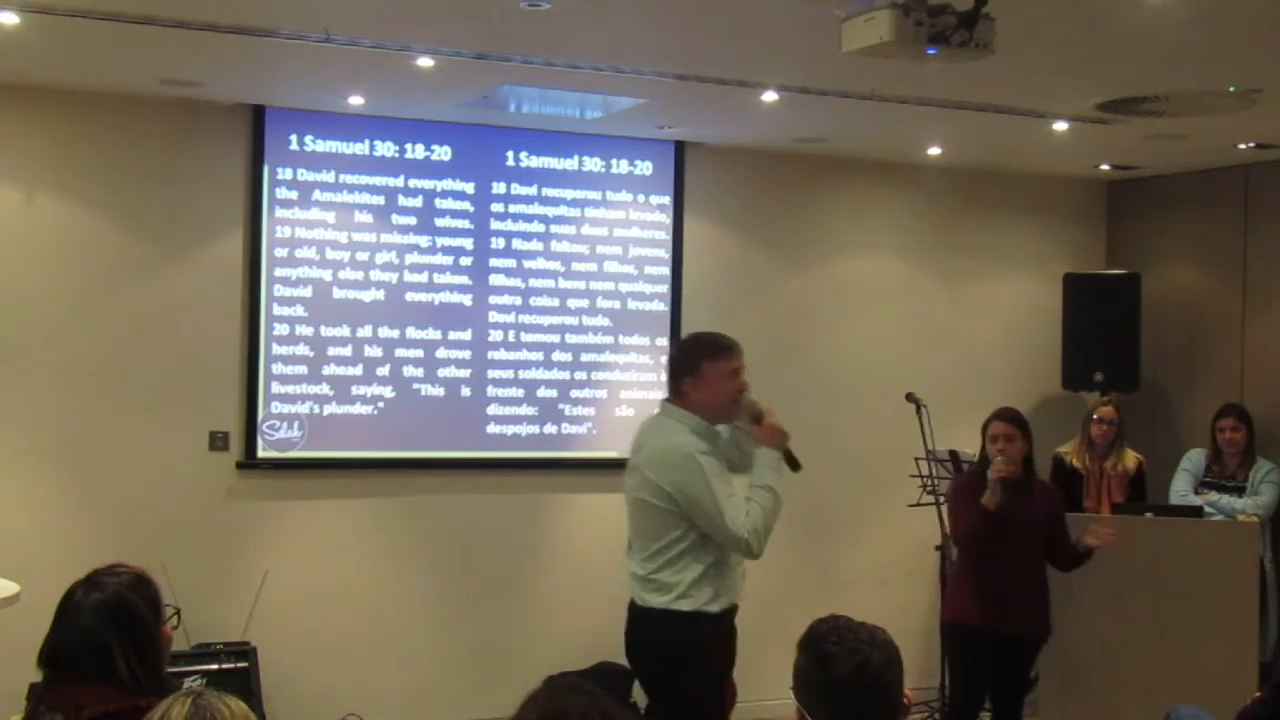 1 Samuel 30: 18-20
18 David recovered everything
the Amalekites had taken,
including his two wives.
19 Nothing was missing: young
or old, boy or girl, plunder or
anything else they had taken.
David brought everything
back.
20 He took all the flocks and
herds, and his men drove
them ahead of the other
livestock, saying, "This is
David's plunder."
Selah
1 Samuel 30: 18-20
18 Davi recuperou tudo o que
os amalequitas tinham levado,
incluindo suas duas mulheres.
19 Nada faltou; nem jovens,
nem velhos, nem filhos, nem
filhas, nem bens nem qualquer
outra coisa que fora levada.
Davi recuperou tudo.
20 E tomou também todos os
rebanhos dos amalequitas, e
seus soldados os conduziram à
frente dos outros animais
dizendo: "Estes são
despojos de Davi".